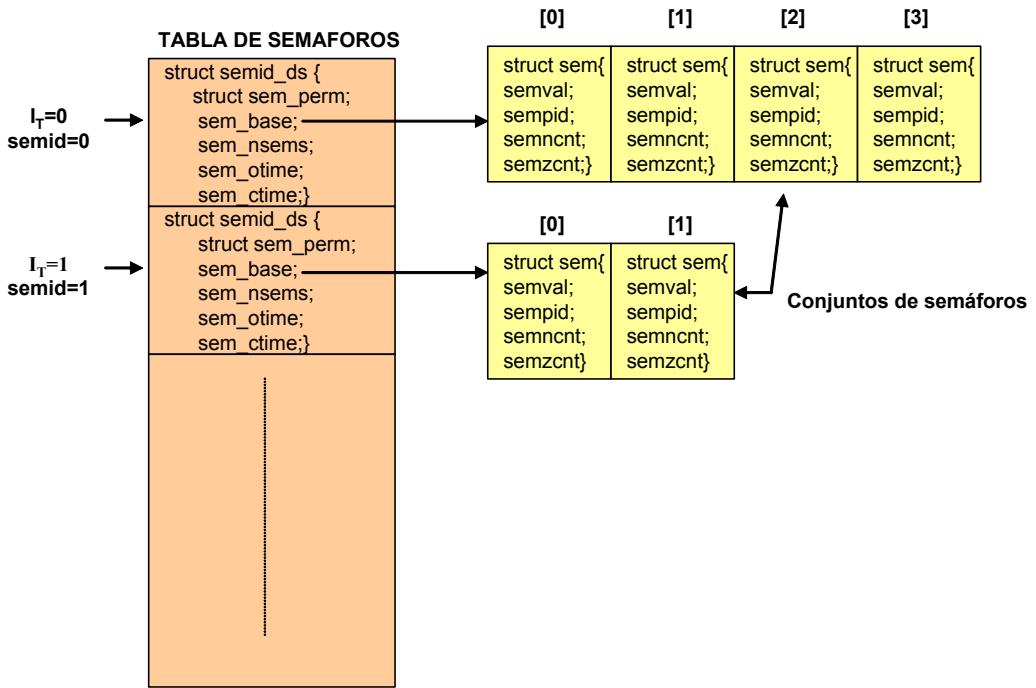 TABLA DE SEMAFOROS
I_T=0
semid=0
struct semid_ds {
struct sem_perm;
sem_base;
sem_nsems;
sem_otime;
sem_ctime;}
[0] [1] [2] [3]
struct sem{ struct sem{ struct sem{ struct sem{
semval; semval; semval; semval;
sempid; sempid; sempid; sempid;
semncnt; semncnt; semncnt; semncnt;
semzcnt;} semzcnt;} semzcnt;} semzcnt;}
I_T=1
semid=1
struct semid_ds {
struct sem_perm;
sem_base;
sem_nsems;
sem_otime;
sem_ctime;}
[0] [1]
struct sem{ struct sem{
semval; semval;
sempid; sempid;
semncnt; semncnt;
semzcnt} semzcnt}
Conjuntos de semáforos